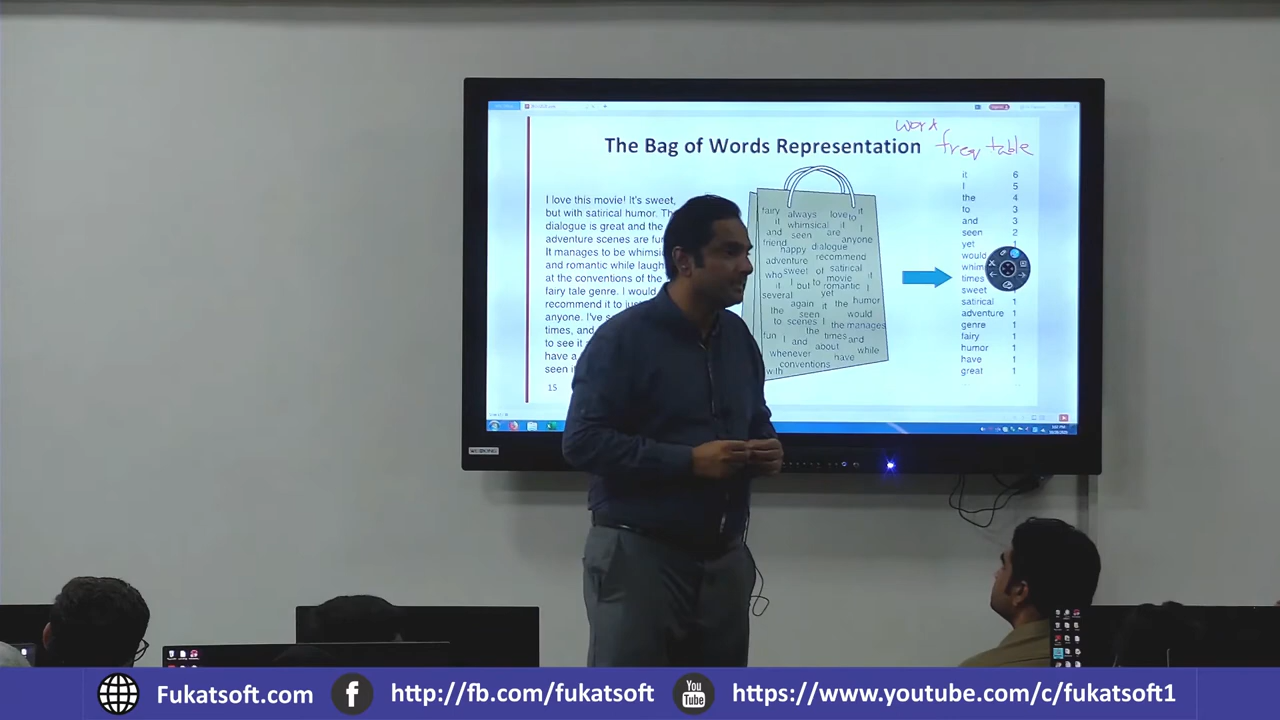 The Bag of Words Representation
work
freq table
I love this movie! It's sweet,
but with satirical humor. Th
dialogue is great and the
adventure scenes are fun
It manages to be whimsi
and romantic while laugh
at the conventions of the
fairy tale genre. I would
recommend it to ju
anyone. I've s
times, and
to see it
have a
seen i
15
fairy always love to it
it whimsical it I
and seen are anyone
friend happy dialogue
adventure recommend
who sweet of satirical
it I but to movie romantic I it
several yet
again it the humor
the seen would
to scenes I the manages
fun I and the times and
about while
whenever have
conventions
with
it 6
I 5
the 4
to 3
and 3
seen 2
yet 1
would
whim
times
sweet
satirical 1
adventure 1
genre 1
fairy 1
humor 1
have 1
great 1
Fukatsoft.com
http://fb.com/fukatsoft
You Tube
https://www.youtube.com/c/fukatsoft1